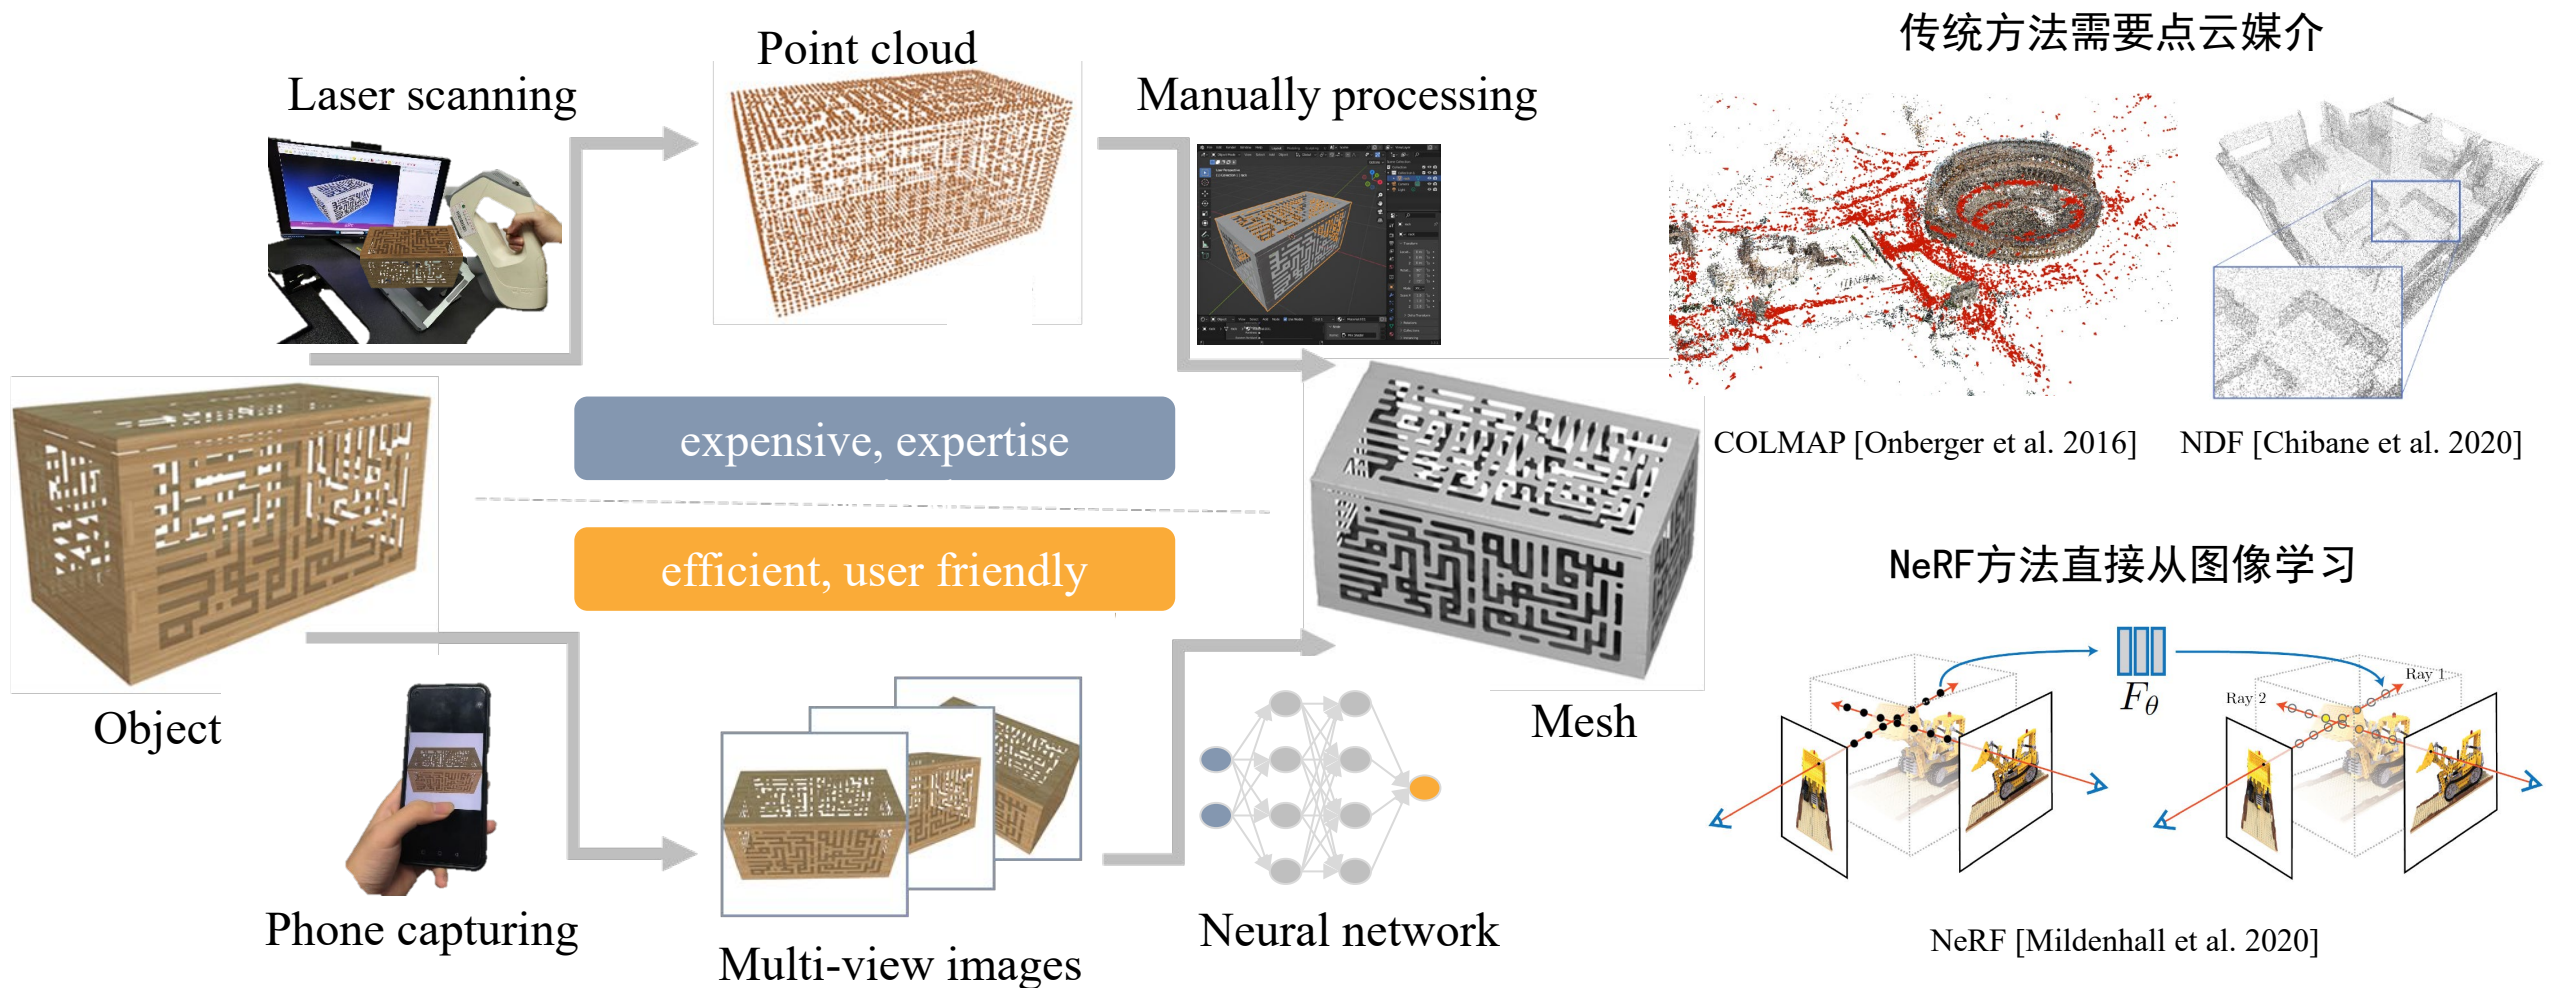 Point cloud
Laser scanning
Manually processing
expensive, expertise
efficient, user friendly
Object
Mesh
Phone capturing
Multi-view images
Neural network
传统方法需要点云媒介
COLMAP [Onberger et al. 2016]
NDF [Chibane et al. 2020]
NeRF方法直接从图像学习
Fθ
Ray 1
Ray 2
NeRF [Mildenhall et al. 2020]